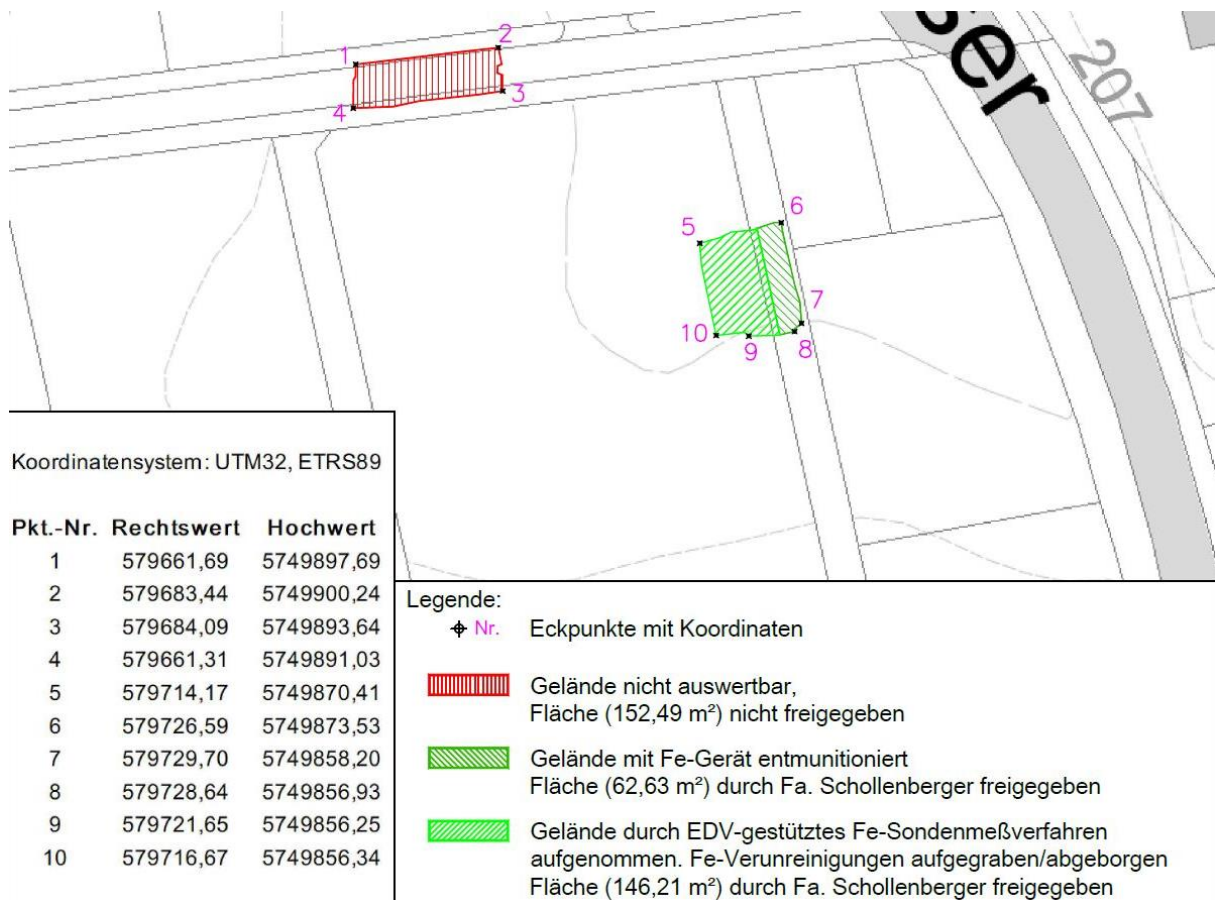 ser
207
1
2
3
4
5
6
7
8
9
10
Koordinatensystem: UTM32, ETRS89
Pkt.-Nr. Rechtswert Hochwert
1 579661,69 5749897,69
2 579683,44 5749900,24
3 579684,09 5749893,64
4 579661,31 5749891,03
5 579714,17 5749870,41
6 579726,59 5749873,53
7 579729,70 5749858,20
8 579728,64 5749856,93
9 579721,65 5749856,25
10 579716,67 5749856,34
Legende:
Nr. Eckpunkte mit Koordinaten
Gelände nicht auswertbar,
Fläche (152,49 m²) nicht freigegeben
Gelände mit Fe-Gerät entmunitioniert
Fläche (62,63 m²) durch Fa. Schollenberger freigegeben
Gelände durch EDV-gestütztes Fe-Sondenmeßverfahren
aufgenommen. Fe-Verunreinigungen aufgegraben/abgeborgen
Fläche (146,21 m²) durch Fa. Schollenberger freigegeben